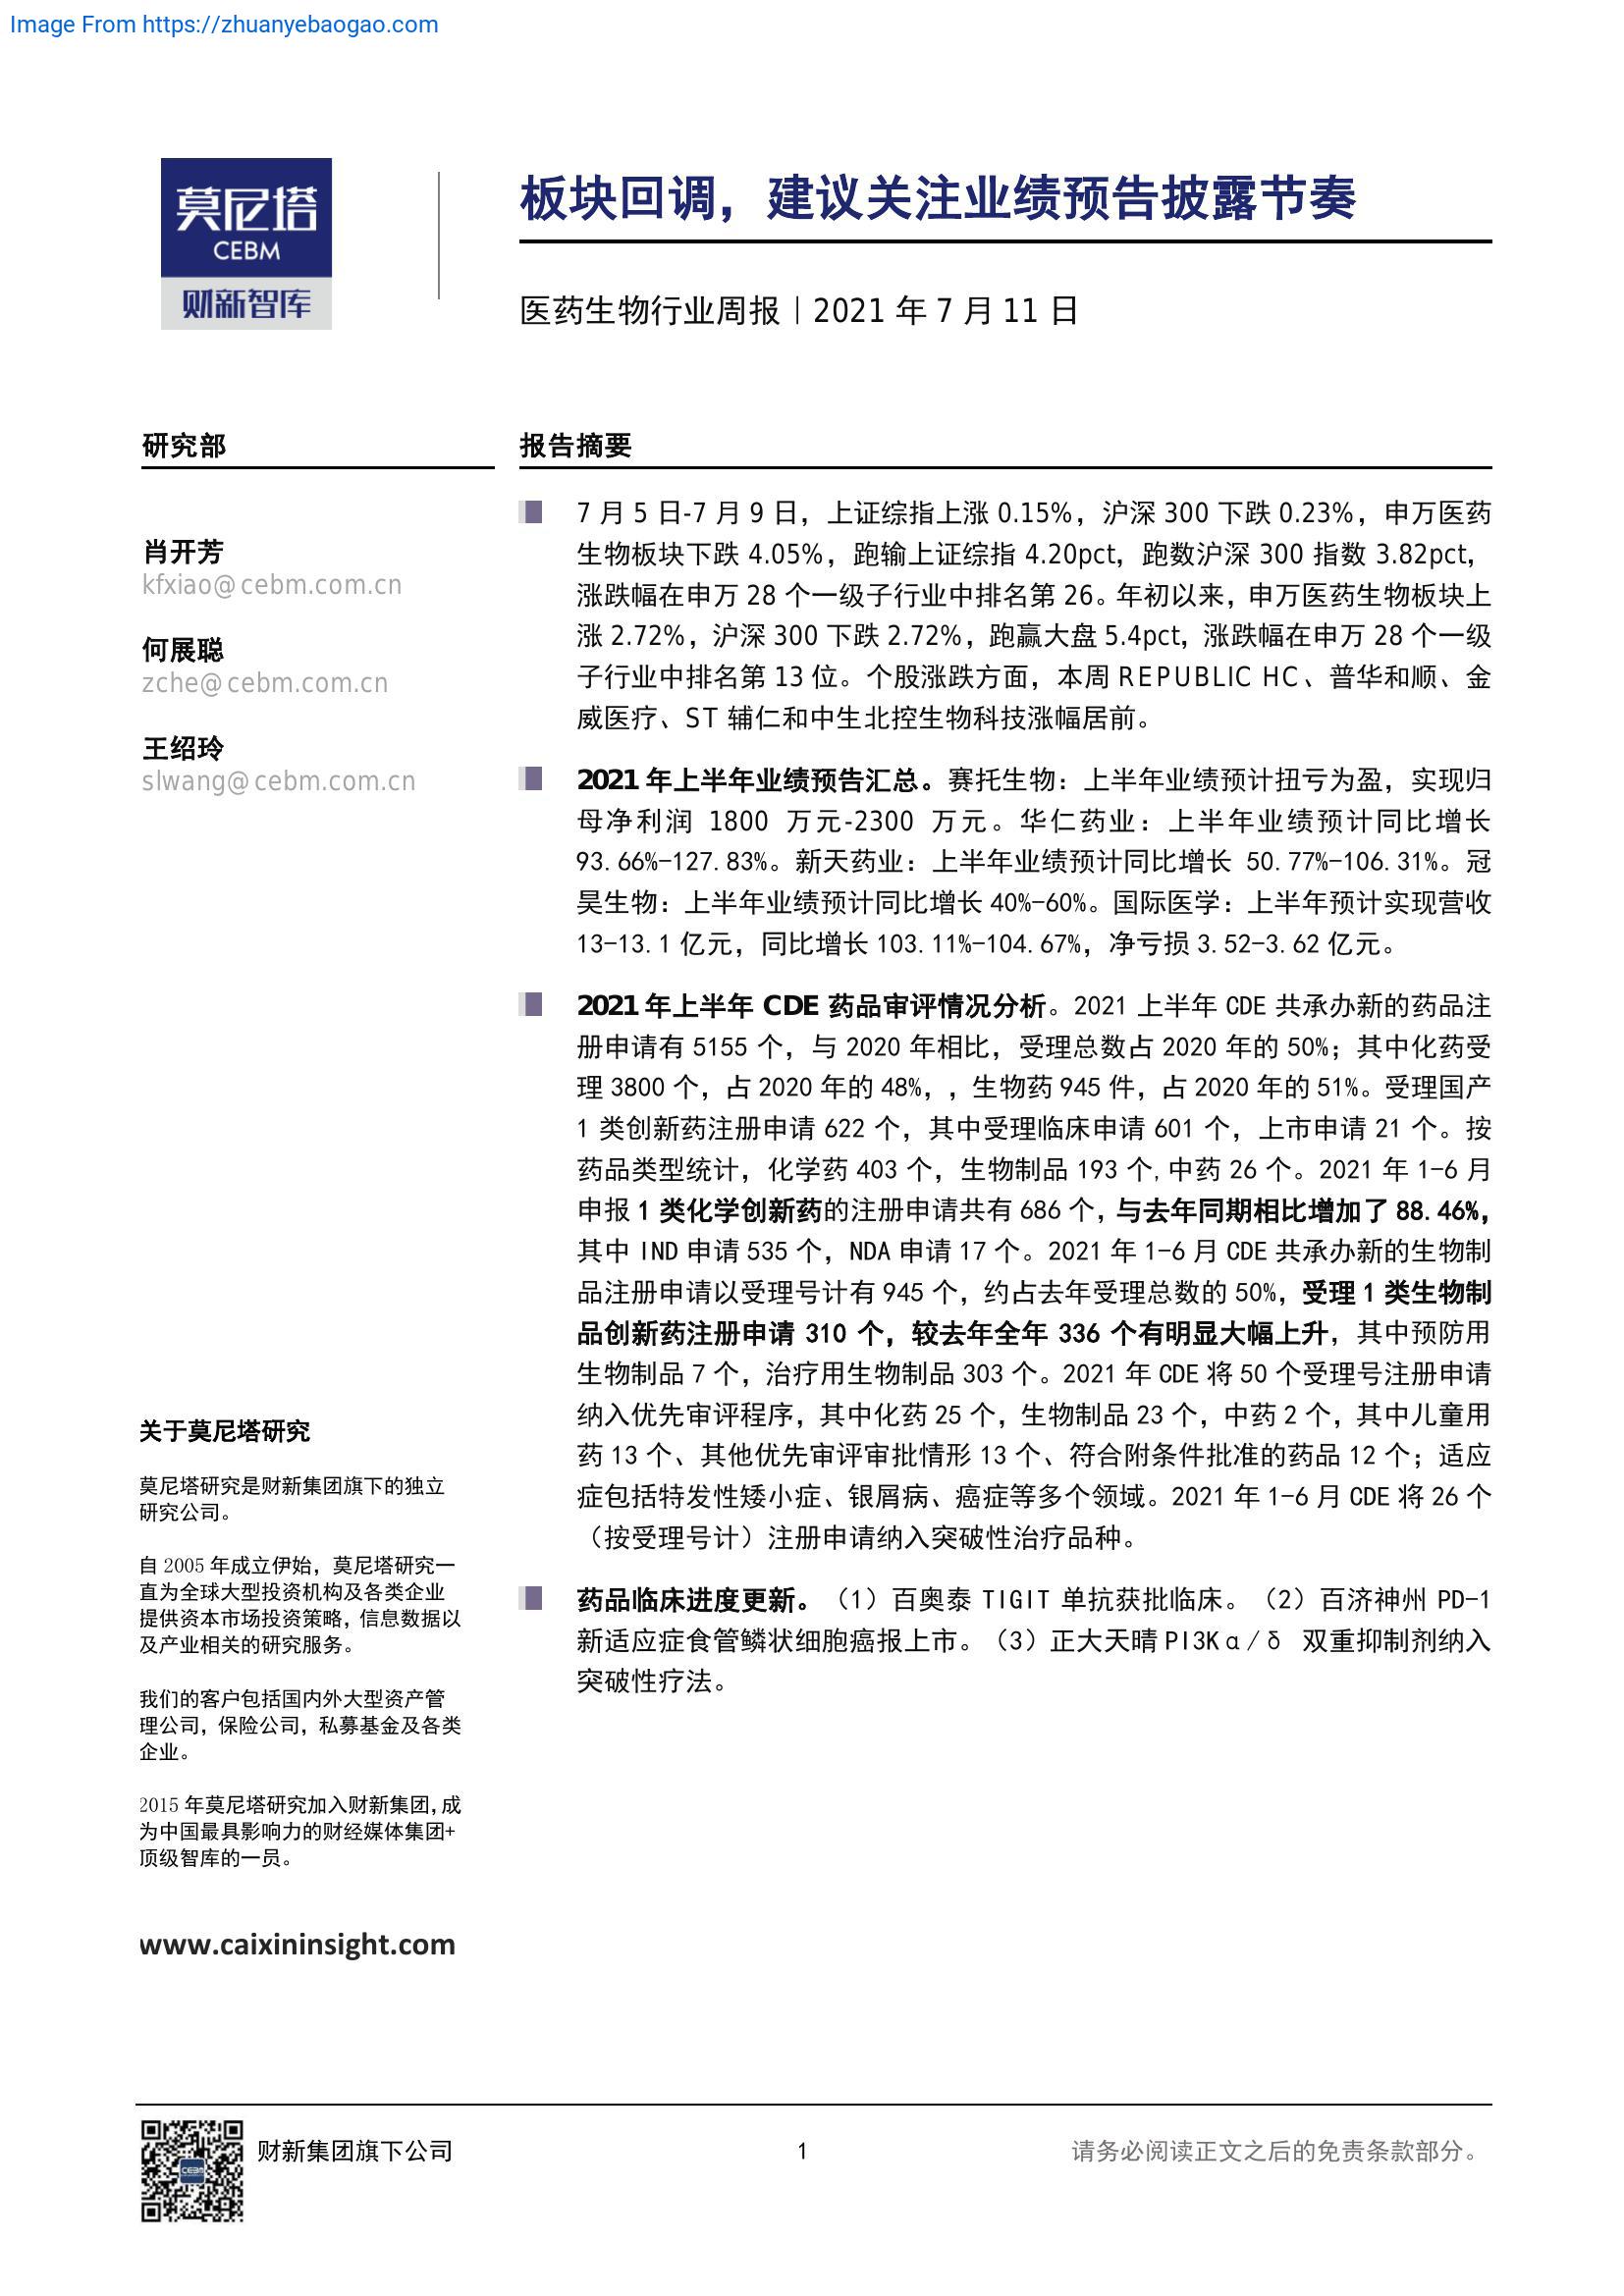 Image From https://zhuanyebaogao.com
莫尼塔
CEBM
财新智库
板块回调，建议关注业绩预告披露节奏
医药生物行业周报｜2021 年 7 月 11 日
研究部
肖开芳
kfxiao@cebm.com.cn
何展聪
zche@cebm.com.cn
王绍玲
slwang@cebm.com.cn
关于莫尼塔研究
莫尼塔研究是财新集团旗下的独立
研究公司。
自 2005 年成立伊始，莫尼塔研究一
直为全球大型投资机构及各类企业
提供资本市场投资策略，信息数据以
及产业相关的研究服务。
我们的客户包括国内外大型资产管
理公司，保险公司，私募基金及各类
企业。
2015 年莫尼塔研究加入财新集团，成
为中国最具影响力的财经媒体集团+
顶级智库的一员。
www.caixininsight.com
报告摘要
7 月 5 日-7 月 9 日，上证综指上涨 0.15%，沪深 300 下跌 0.23%，申万医药
生物板块下跌 4.05%，跑输上证综指 4.20pct，跑数沪深 300 指数 3.82pct，
涨跌幅在申万 28 个一级子行业中排名第 26。年初以来，申万医药生物板块上
涨 2.72%，沪深 300 下跌 2.72%，跑赢大盘 5.4pct，涨跌幅在申万 28 个一级
子行业中排名第 13 位。个股涨跌方面，本周 REPUBLIC HC、普华和顺、金
威医疗、ST 辅仁和中生北控生物科技涨幅居前。
2021 年上半年业绩预告汇总。赛托生物：上半年业绩预计扭亏为盈，实现归
母净利润 1800 万元-2300 万元。华仁药业：上半年业绩预计同比增长
93.66%-127.83%。新天药业：上半年业绩预计同比增长 50.77%-106.31%。冠
昊生物：上半年业绩预计同比增长 40%-60%。国际医学：上半年预计实现营收
13-13.1 亿元，同比增长 103.11%-104.67%，净亏损 3.52-3.62 亿元。
2021 年上半年 CDE 药品审评情况分析。2021 上半年 CDE 共承办新的药品注
册申请有 5155 个，与 2020 年相比，受理总数占 2020 年的 50%；其中化药受
理 3800 个，占 2020 年的 48%，，生物药 945 件，占 2020 年的 51%。受理国产
1 类创新药注册申请 622 个，其中受理临床申请 601 个，上市申请 21 个。按
药品类型统计，化学药 403 个，生物制品 193 个,中药 26 个。2021 年 1-6 月
申报 1 类化学创新药的注册申请共有 686 个，与去年同期相比增加了 88.46%，
其中 IND 申请 535 个，NDA 申请 17 个。2021 年 1-6 月 CDE 共承办新的生物制
品注册申请以受理号计有 945 个，约占去年受理总数的 50%，受理 1 类生物制
品创新药注册申请 310 个，较去年全年 336 个有明显大幅上升，其中预防用
生物制品 7 个，治疗用生物制品 303 个。2021 年 CDE 将 50 个受理号注册申请
纳入优先审评程序，其中化药 25 个，生物制品 23 个，中药 2 个，其中儿童用
药 13 个、其他优先审评审批情形 13 个、符合附条件批准的药品 12 个；适应
症包括特发性矮小症、银屑病、癌症等多个领域。2021 年 1-6 月 CDE 将 26 个
（按受理号计）注册申请纳入突破性治疗品种。
药品临床进度更新。（1）百奥泰 TIGIT 单抗获批临床。（2）百济神州 PD-1
新适应症食管鳞状细胞癌报上市。（3）正大天晴 PI3Kα/δ 双重抑制剂纳入
突破性疗法。
CEBM
财新集团旗下公司
1
请务必阅读正文之后的免责条款部分。